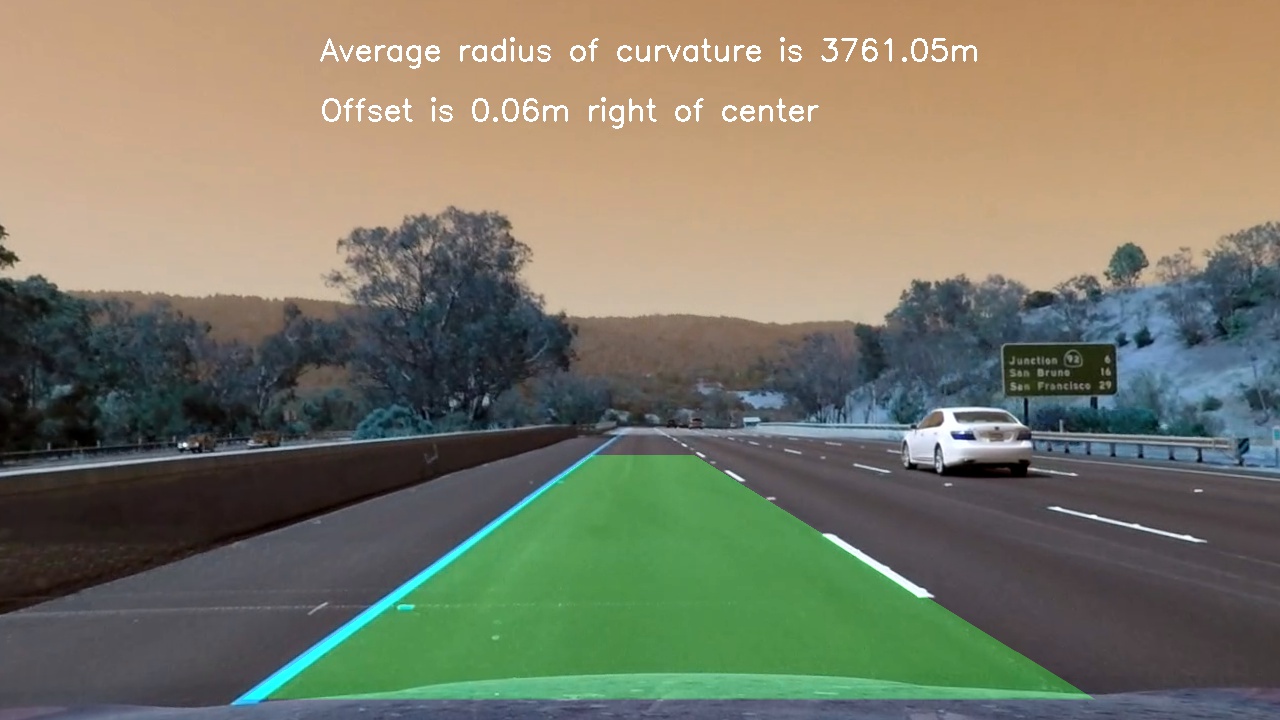 Average radius of curvature is 3761.05m
Offset is 0.06m right of center
Junction 92 6
San Bruno 16
San Francisco 29